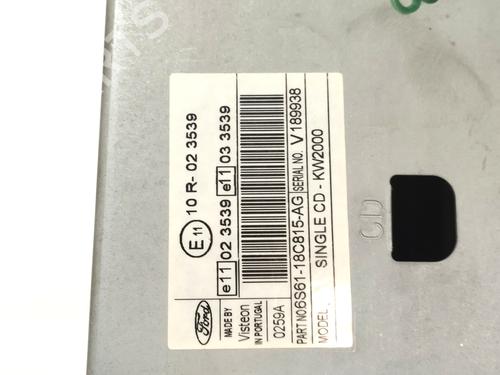 E 11 10 R- 02 3539
e11 02 3539 e11 03 3539
Ford
MADE BY Visteon IN PORTUGAL
0259A
PART NO 6S61-18C815-AG SERIAL NO. V189938
MODEL SINGLE CD - KW2000
CD